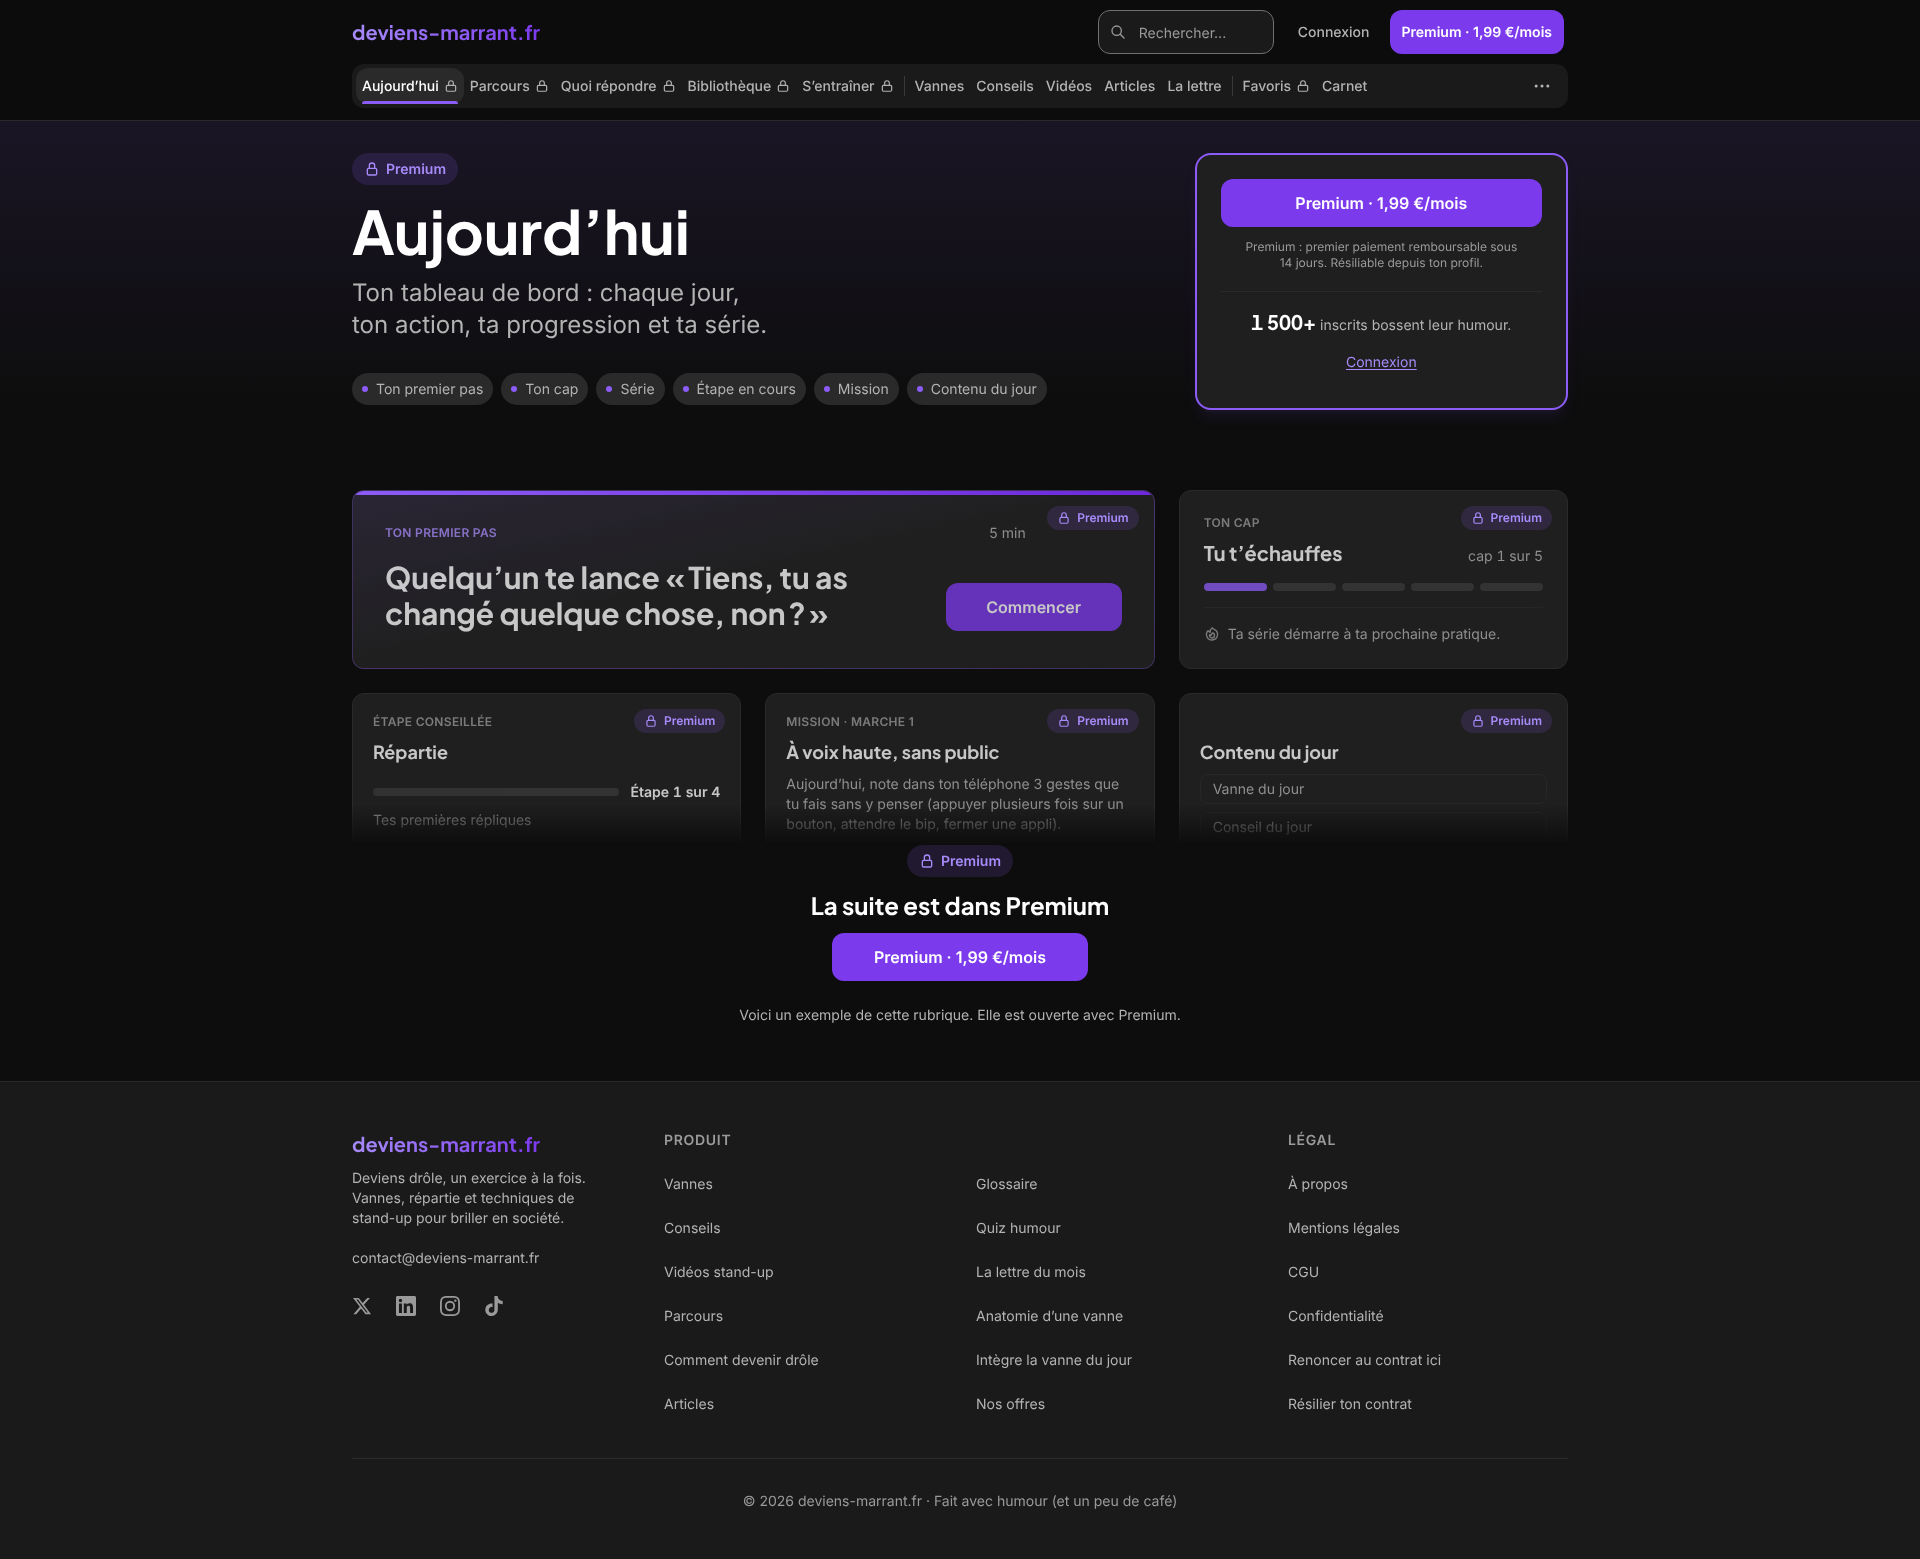 deviens-marrant.fr
Rechercher...
Connexion
Premium · 1,99 €/mois
Aujourd’hui
Parcours
Quoi répondre
Bibliothèque
S’entraîner
Vannes
Conseils
Vidéos
Articles
La lettre
Favoris
Carnet
Premium
Aujourd’hui
Ton tableau de bord : chaque jour,
ton action, ta progression et ta série.
Ton premier pas
Ton cap
Série
Étape en cours
Mission
Contenu du jour
Premium · 1,99 €/mois
Premium : premier paiement remboursable sous
14 jours. Résiliable depuis ton profil.
1 500+ inscrits bossent leur humour.
Connexion
TON PREMIER PAS
5 min
Premium
Quelqu’un te lance « Tiens, tu as
changé quelque chose, non ? »
Commencer
TON CAP
Premium
Tu t’échauffes
cap 1 sur 5
Ta série démarre à ta prochaine pratique.
ÉTAPE CONSEILLÉE
Premium
Répartie
Étape 1 sur 4
Tes premières répliques
MISSION · MARCHE 1
Premium
À voix haute, sans public
Aujourd’hui, note dans ton téléphone 3 gestes que
tu fais sans y penser (appuyer plusieurs fois sur un
bouton, attendre le bip, fermer une appli).
Premium
Contenu du jour
Vanne du jour
Conseil du jour
Premium
La suite est dans Premium
Premium · 1,99 €/mois
Voici un exemple de cette rubrique. Elle est ouverte avec Premium.
deviens-marrant.fr
Deviens drôle, un exercice à la fois.
Vannes, répartie et techniques de
stand-up pour briller en société.
contact@deviens-marrant.fr
PRODUIT
Vannes
Conseils
Vidéos stand-up
Parcours
Comment devenir drôle
Articles
Glossaire
Quiz humour
La lettre du mois
Anatomie d’une vanne
Intègre la vanne du jour
Nos offres
LÉGAL
À propos
Mentions légales
CGU
Confidentialité
Renoncer au contrat ici
Résilier ton contrat
© 2026 deviens-marrant.fr · Fait avec humour (et un peu de café)